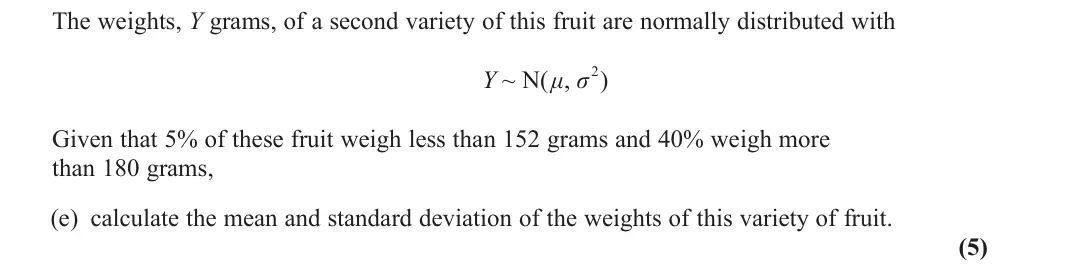 The weights, Y grams, of a second variety of this fruit are normally distributed with
Y ~ N(μ, σ²)
Given that 5% of these fruit weigh less than 152 grams and 40% weigh more
than 180 grams,
(e) calculate the mean and standard deviation of the weights of this variety of fruit.
(5)